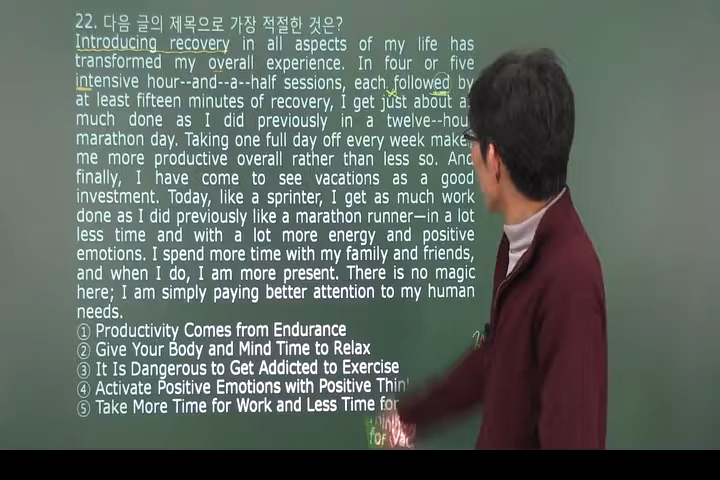 22. 다음 글의 제목으로 가장 적절한 것은?
Introducing recovery in all aspects of my life has
transformed my overall experience. In four or five
intensive hour--and--a--half sessions, each followed by
at least fifteen minutes of recovery, I get just about
much done as I did previously in a twelve--hou
marathon day. Taking one full day off every week make
me more productive overall rather than less so. And
finally, I have come to see vacations as a good
investment. Today, like a sprinter, I get as much work
done as I did previously like a marathon runner—in a lot
less time and with a lot more energy and positive
emotions. I spend more time with my family and friends,
and when I do, I am more present. There is no magic
here; I am simply paying better attention to my human
needs.
① Productivity Comes from Endurance
② Give Your Body and Mind Time to Relax
③ It Is Dangerous to Get Addicted to Exercise
④ Activate Positive Emotions with Positive Thin
⑤ Take More Time for Work and Less Time for